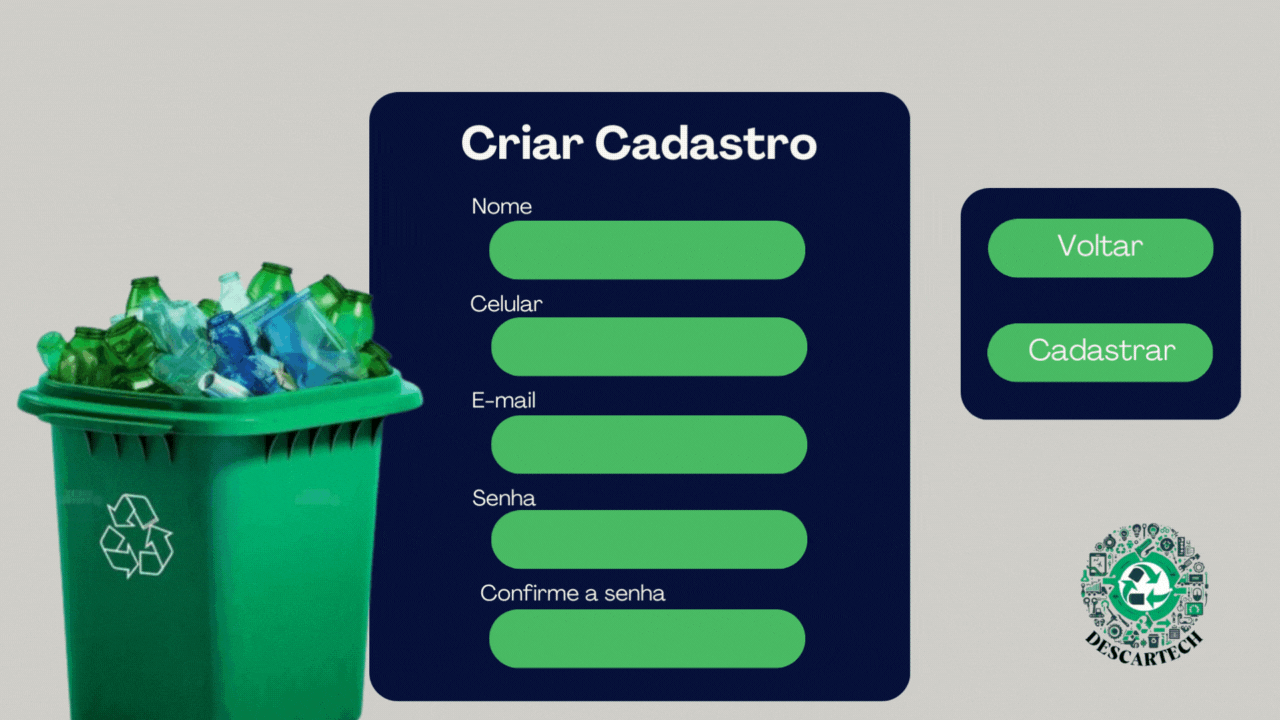 Criar Cadastro
Nome
Celular
E-mail
Senha
Confirme a senha
Voltar
Cadastrar
DESCARTECH